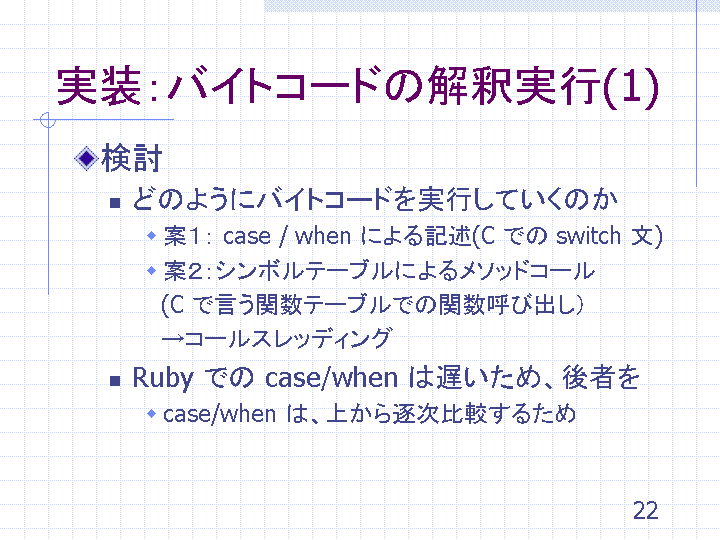 実装：バイトコードの解釈実行(1)
検討
どのようにバイトコードを実行していくのか
案１： case / when による記述(C での switch 文)
案２：シンボルテーブルによるメソッドコール
(C で言う関数テーブルでの関数呼び出し）
→コールスレッディング
Ruby での case/when は遅いため、後者を
case/when は、上から逐次比較するため
22